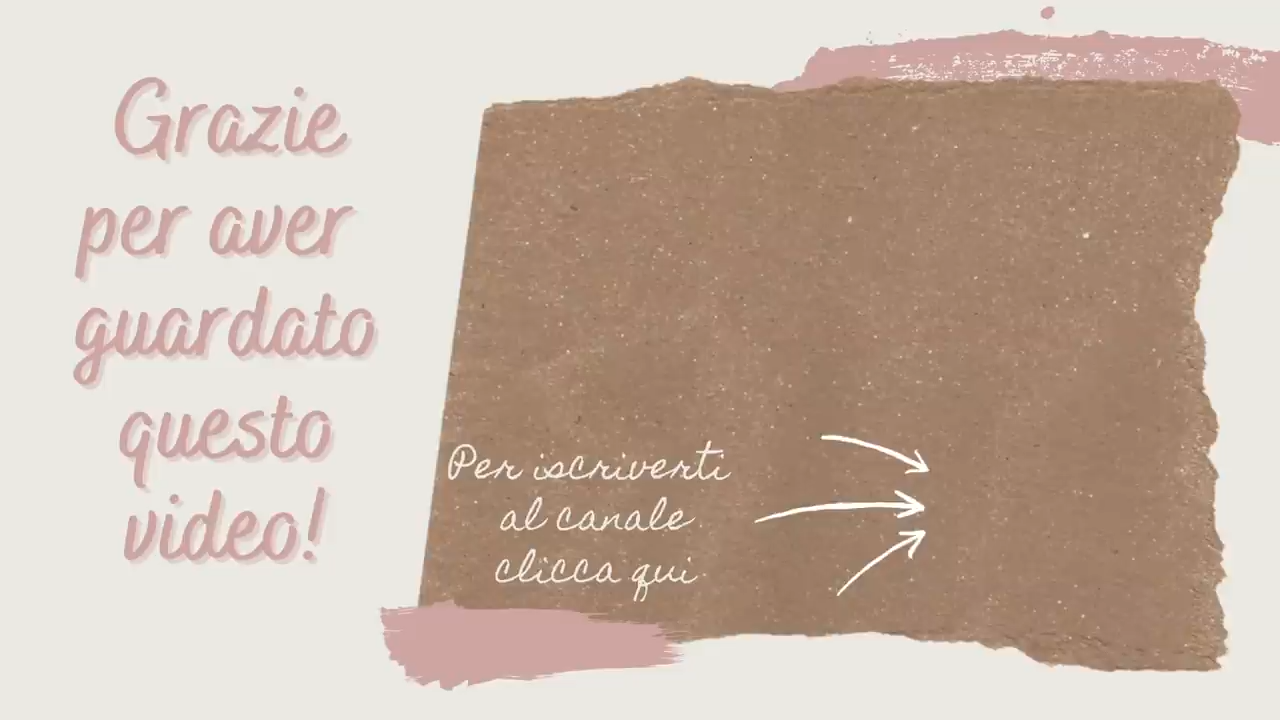 Grazie
per aver
guardato
questo
video!
Per iscriverti
al canale
clicca qui